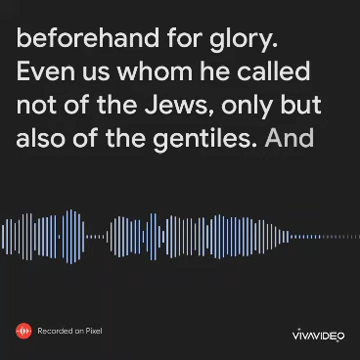 beforehand for glory.
Even us whom he called
not of the Jews, only but
also of the gentiles. And
Recorded on Pixel
VIVAVIDEO